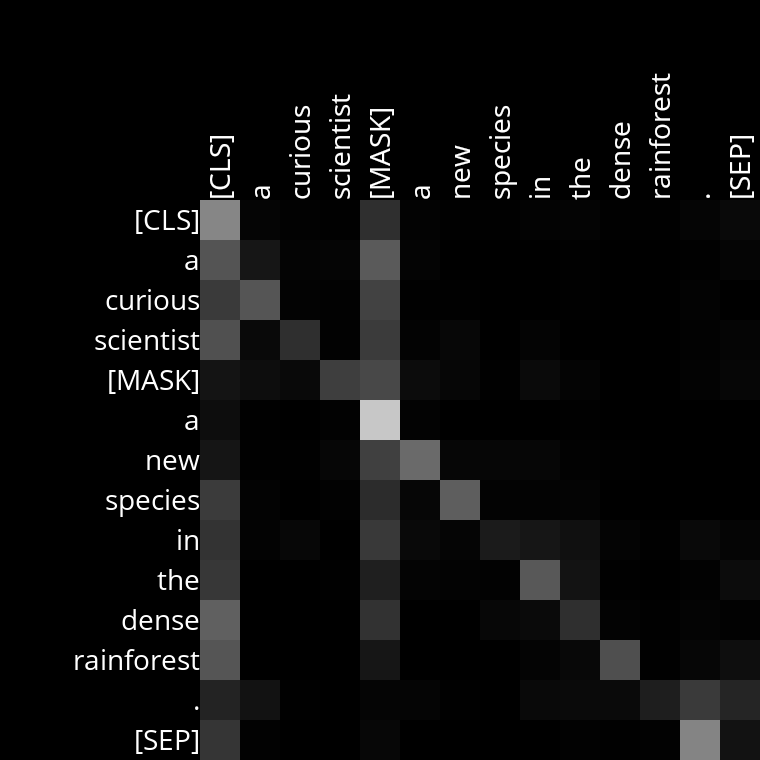 [CLS]
a
curious
scientist
[MASK]
a
new
species
in
the
dense
rainforest
.
[SEP]
[CLS]
a
curious
scientist
[MASK]
a
new
species
in
the
dense
rainforest
.
[SEP]